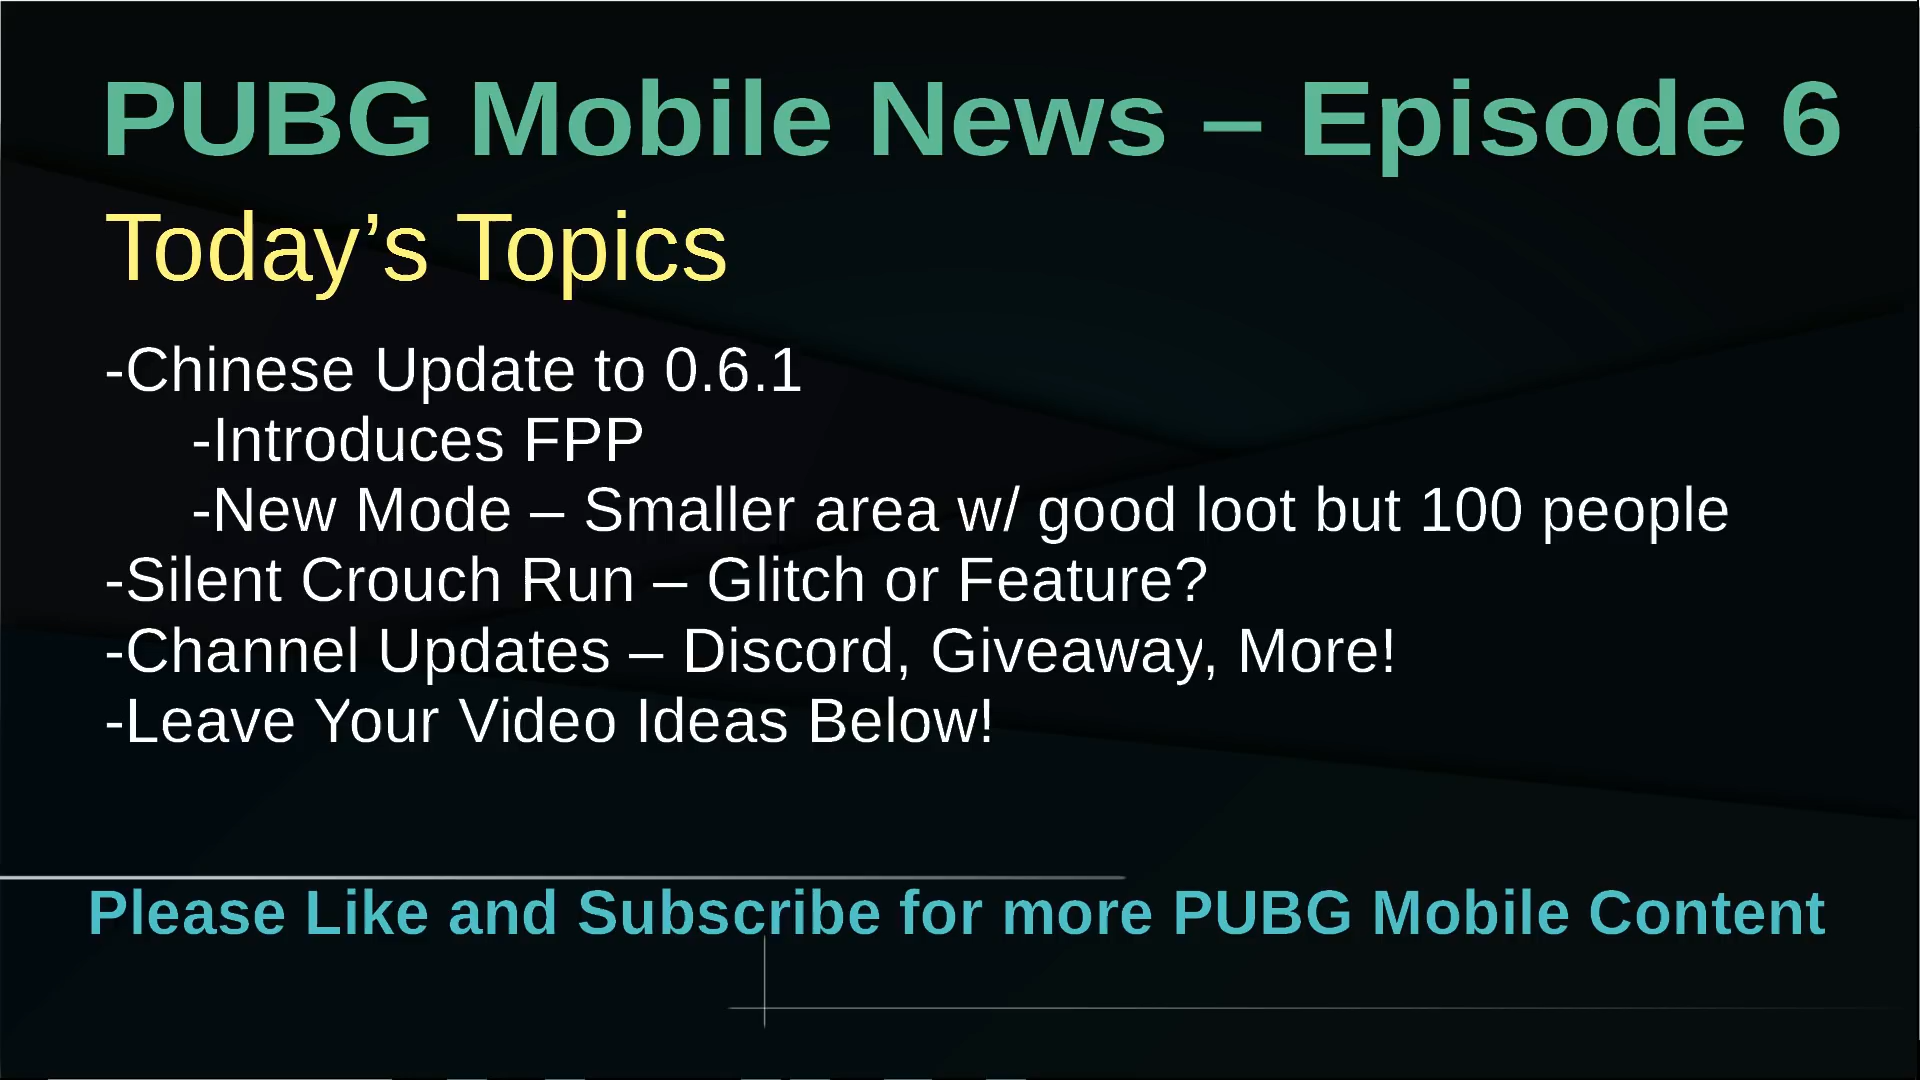 PUBG Mobile News – Episode 6
Today’s Topics
-Chinese Update to 0.6.1
-Introduces FPP
-New Mode – Smaller area w/ good loot but 100 people
-Silent Crouch Run – Glitch or Feature?
-Channel Updates – Discord, Giveaway, More!
-Leave Your Video Ideas Below!
Please Like and Subscribe for more PUBG Mobile Content